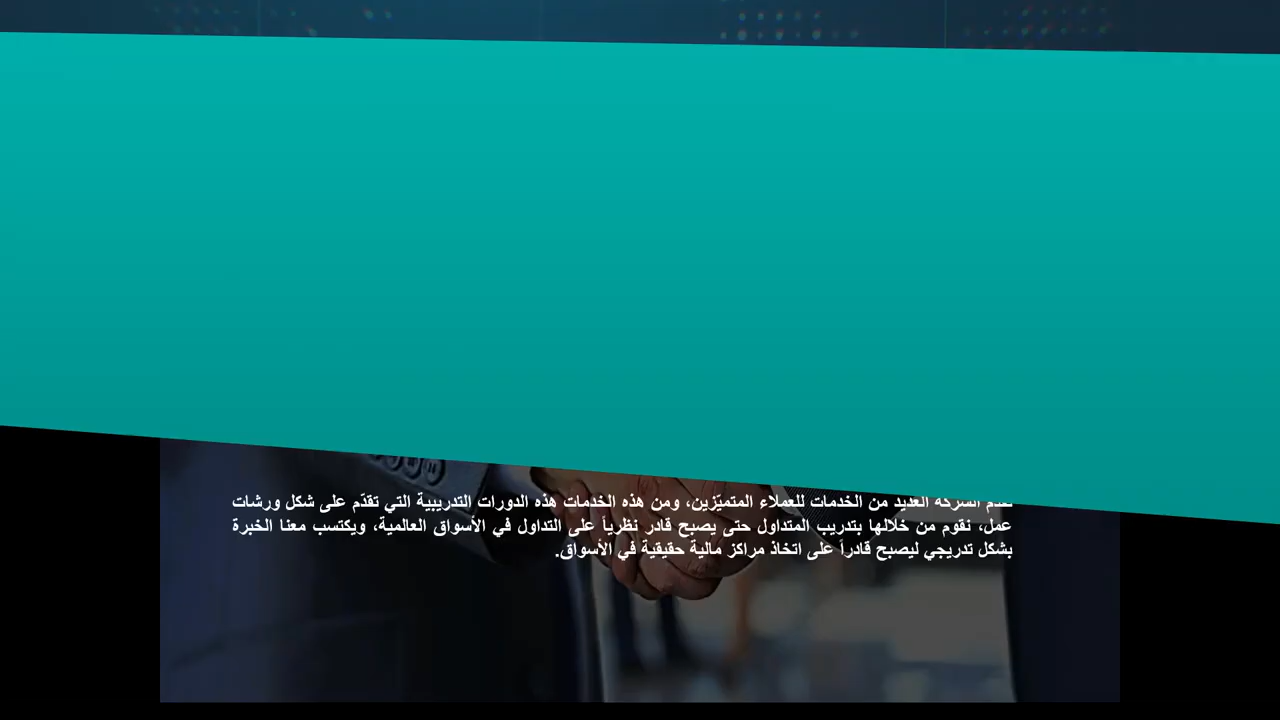 العديد من الخدمات للعملاء المتميّزين، ومن هذه الخدمات هذه الدورات التدريبية التي تقدّم على شكل ورشات
عمل، نقوم من خلالها بتدريب المتداول حتى يصبح قادر نظرياً على التداول في الأسواق العالمية، ويكتسب معنا الخبرة
بشكل تدريجي ليصبح قادراً على اتخاذ مراكز مالية حقيقية في الأسواق.